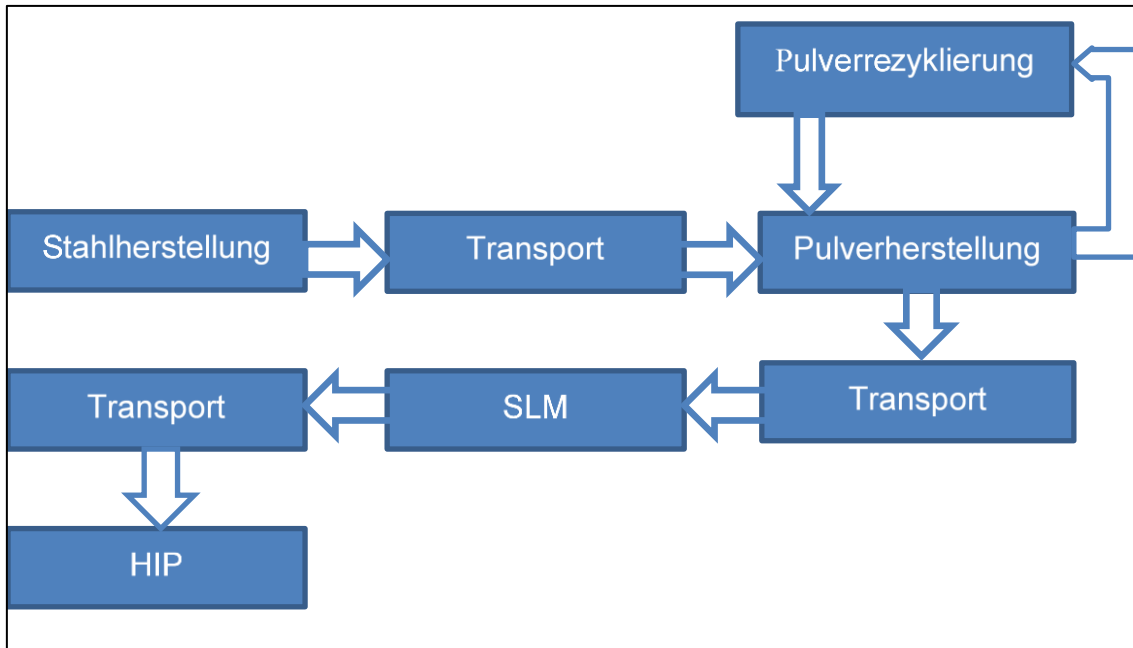 Pulverrezyklierung
Stahlherstellung
Transport
Pulverherstellung
Transport
SLM
Transport
HIP